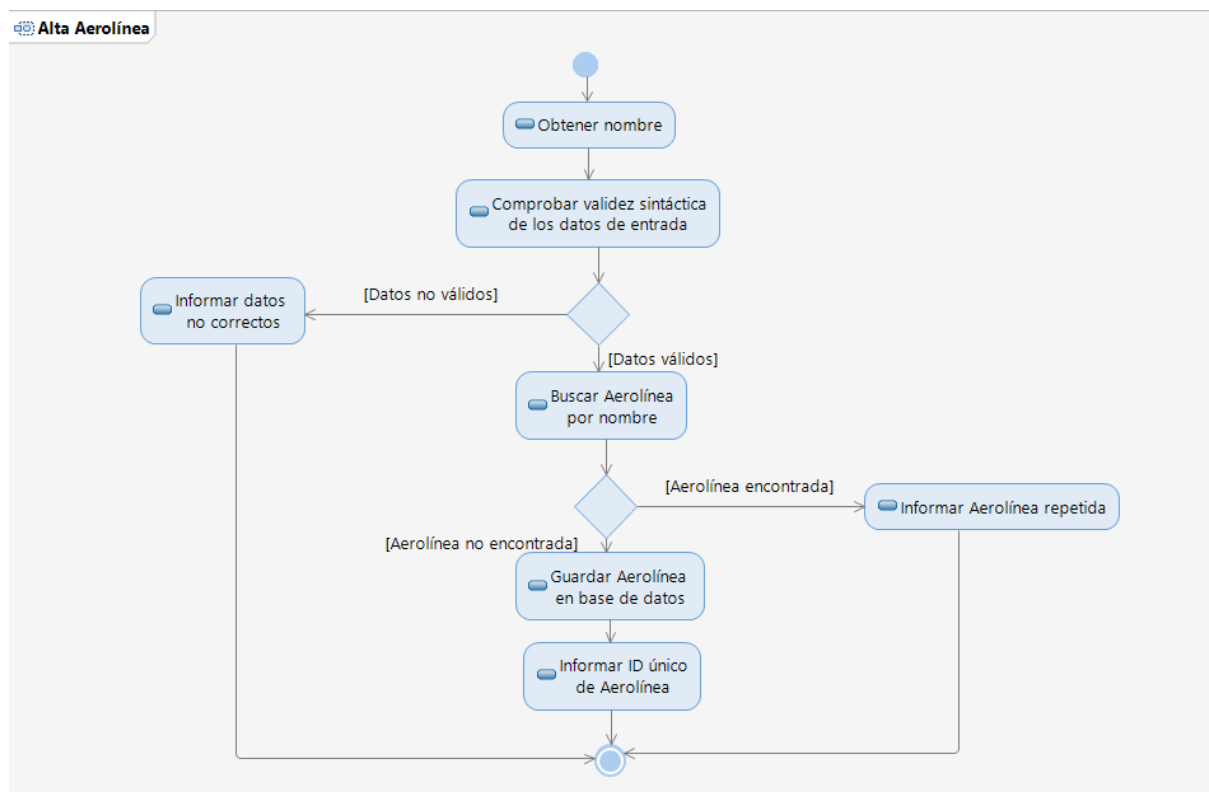 Alta Aerolínea
Obtener nombre
Comprobar validez sintáctica
de los datos de entrada
[Datos no válidos]
Informar datos
no correctos
[Datos válidos]
Buscar Aerolínea
por nombre
[Aerolínea encontrada]
Informar Aerolínea repetida
[Aerolínea no encontrada]
Guardar Aerolínea
en base de datos
Informar ID único
de Aerolínea